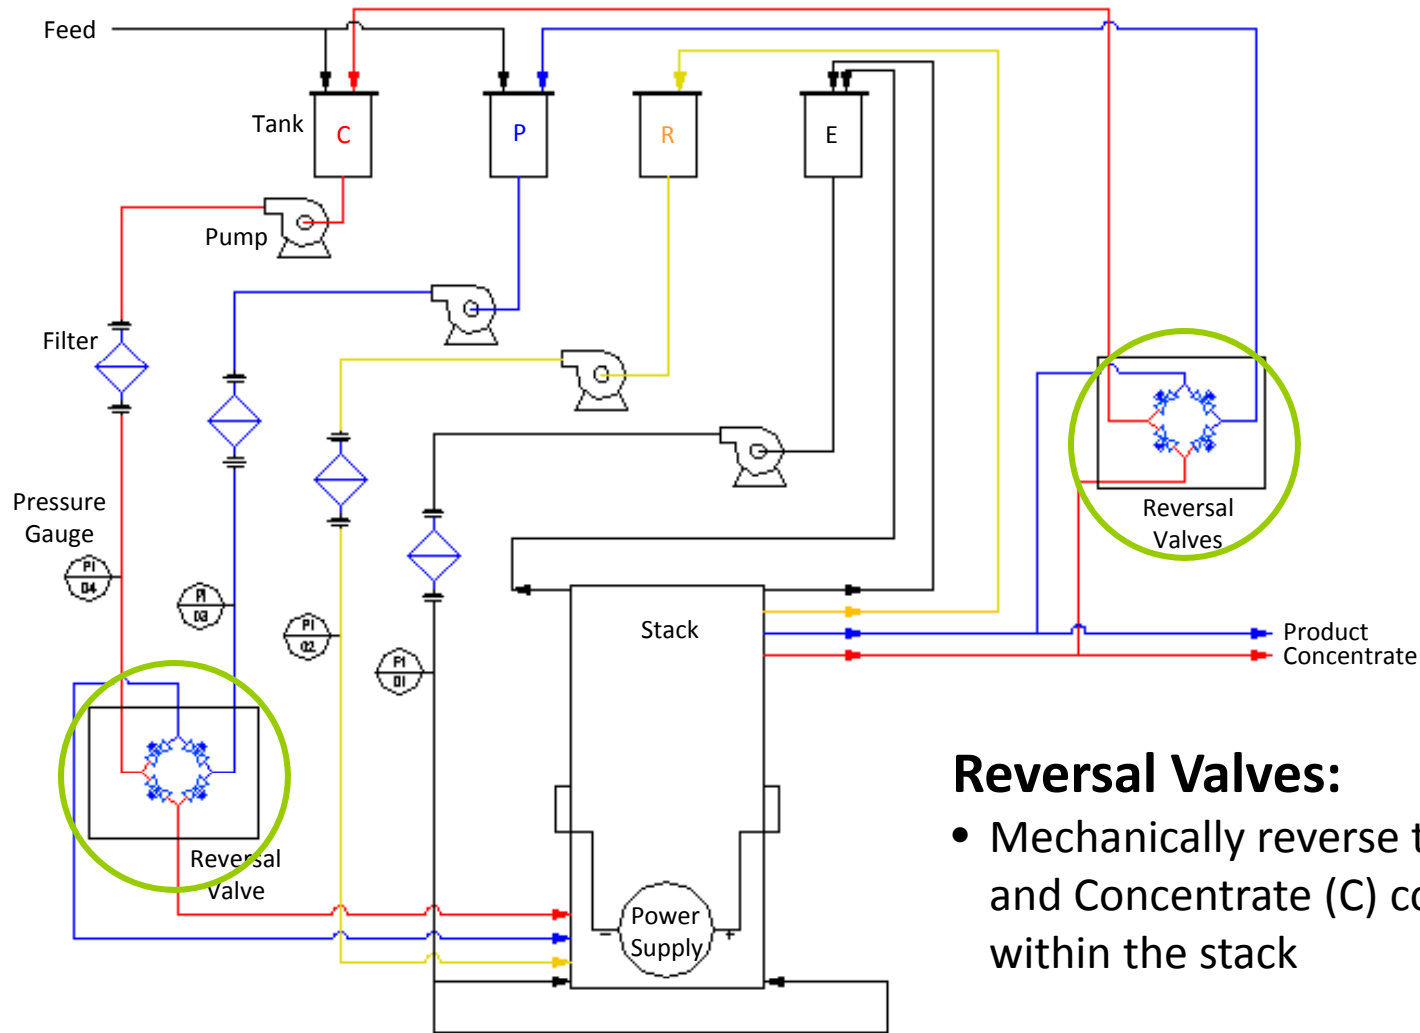 Feed
Tank
C
P
R
E
Pump
Filter
Pressure
Gauge
PI
04
PI
03
PI
02
PI
01
Reversal
Valves
Stack
Product
Concentrate
Reversal
Valve
Power
Supply
−
+
Reversal Valves:
• Mechanically reverse
and Concentrate (C)
within the stack